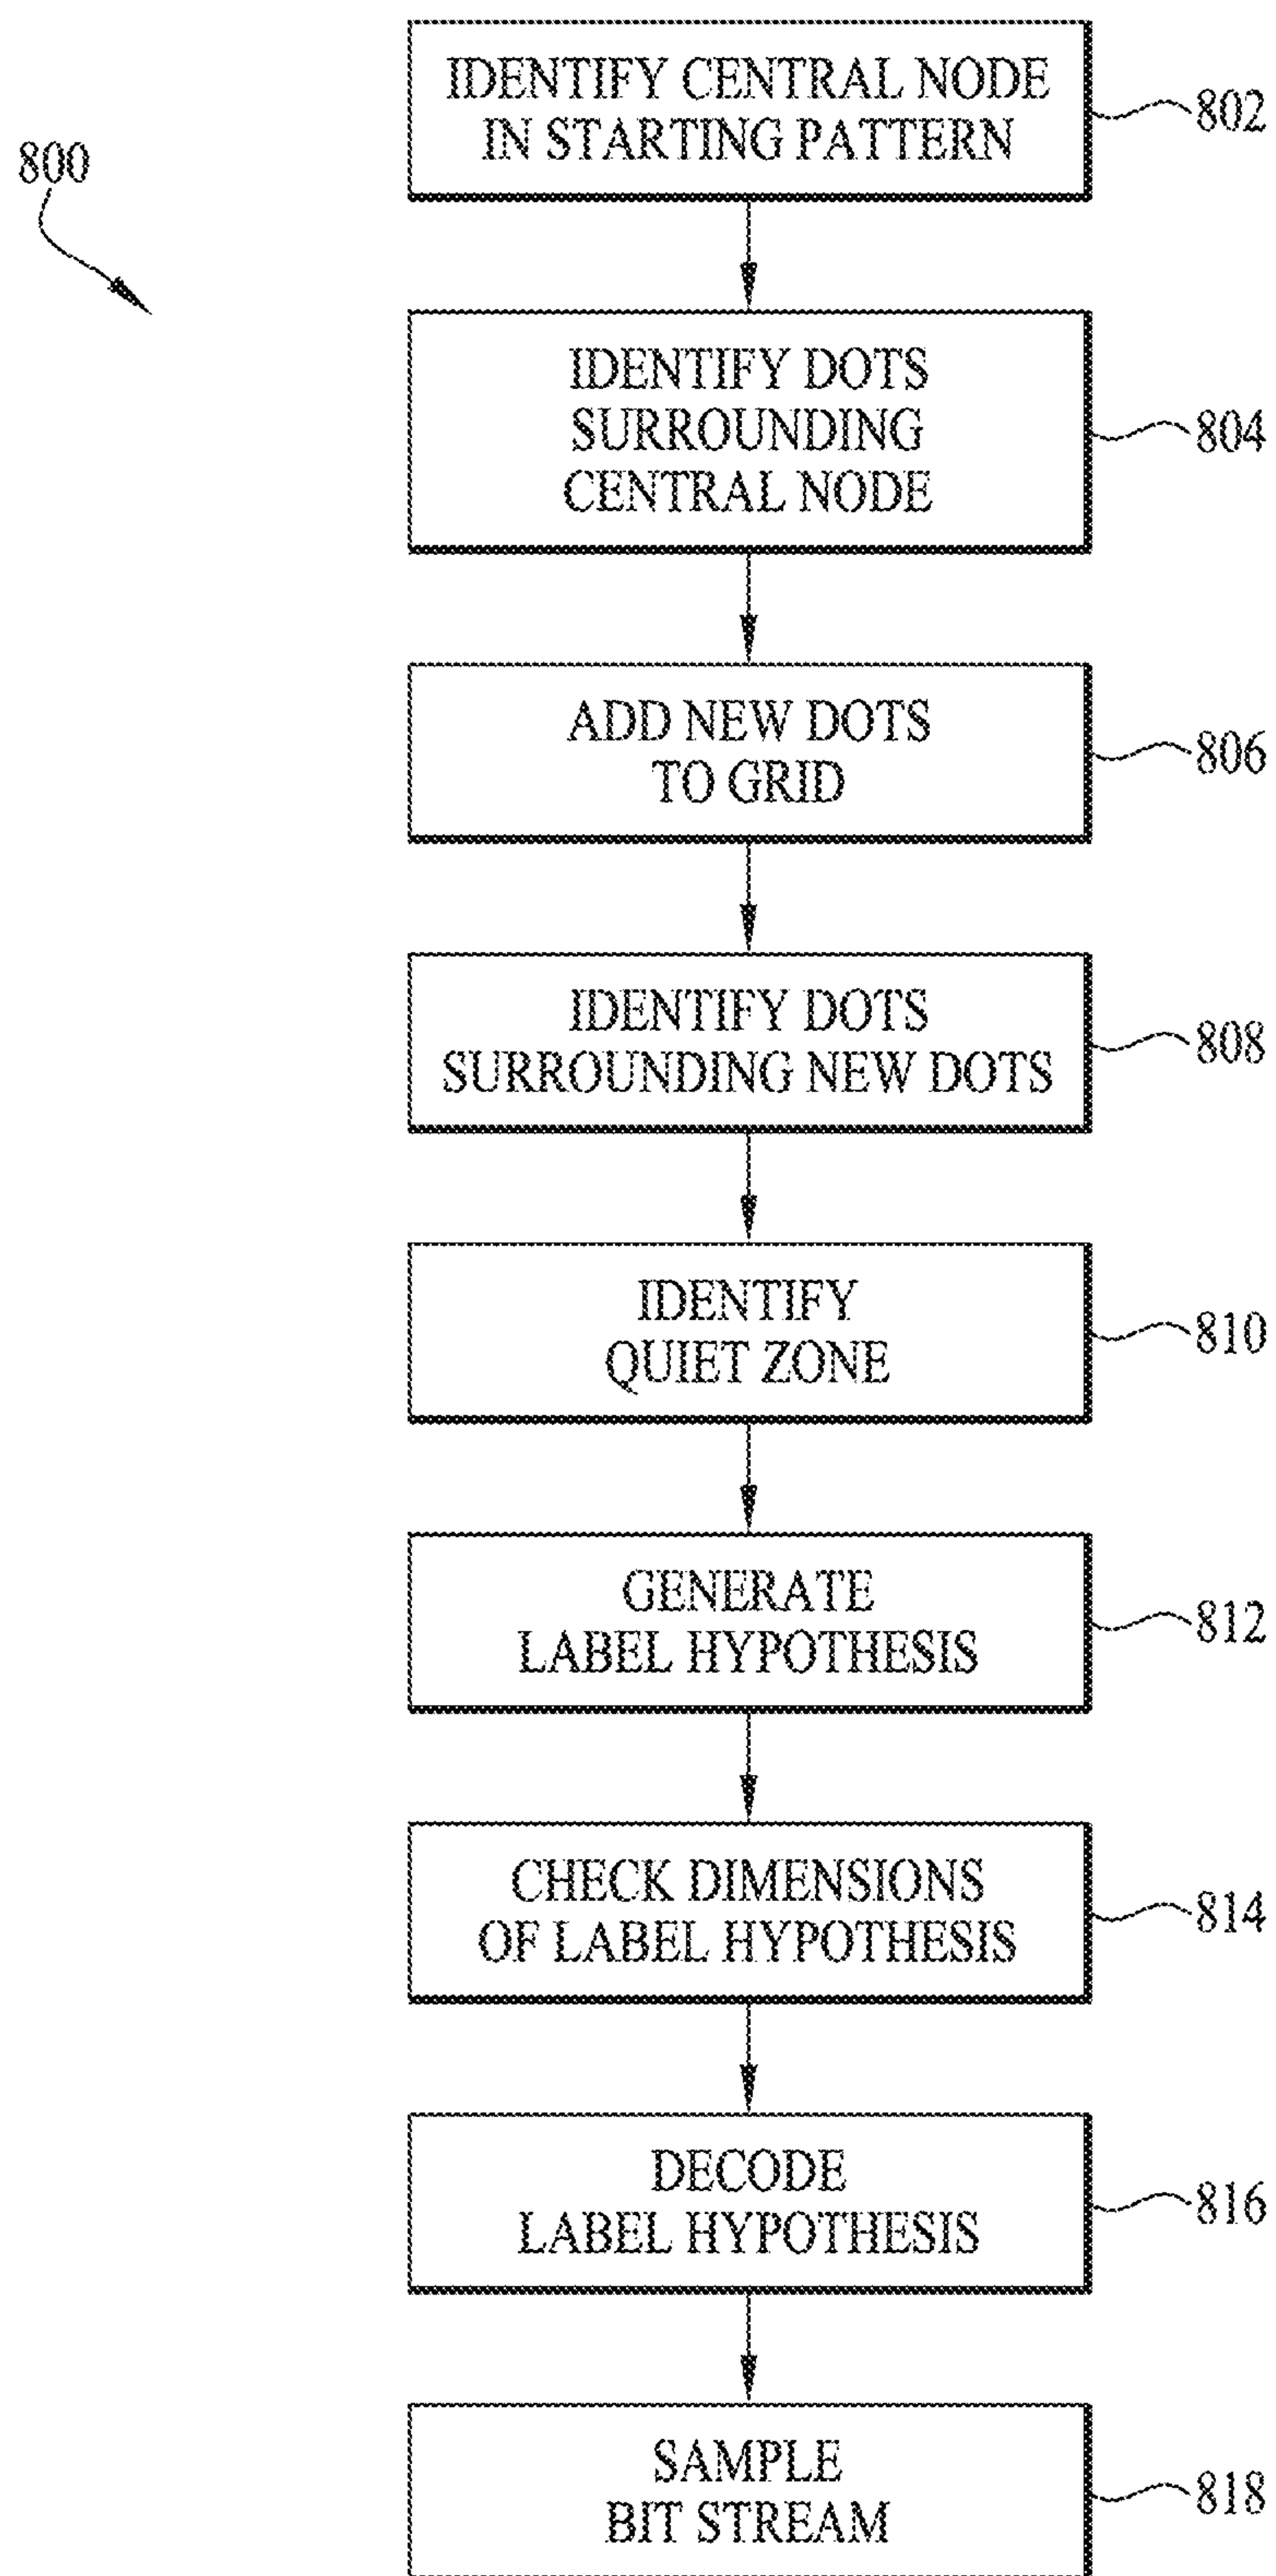 800
IDENTIFY CENTRAL NODE
IN STARTING PATTERN
802
IDENTIFY DOTS
SURROUNDING
CENTRAL NODE
804
ADD NEW DOTS
TO GRID
806
IDENTIFY DOTS
SURROUNDING NEW DOTS
808
IDENTIFY
QUIET ZONE
810
GENERATE
LABEL HYPOTHESIS
812
CHECK DIMENSIONS
OF LABEL HYPOTHESIS
814
DECODE
LABEL HYPOTHESIS
816
SAMPLE
BIT STREAM
818